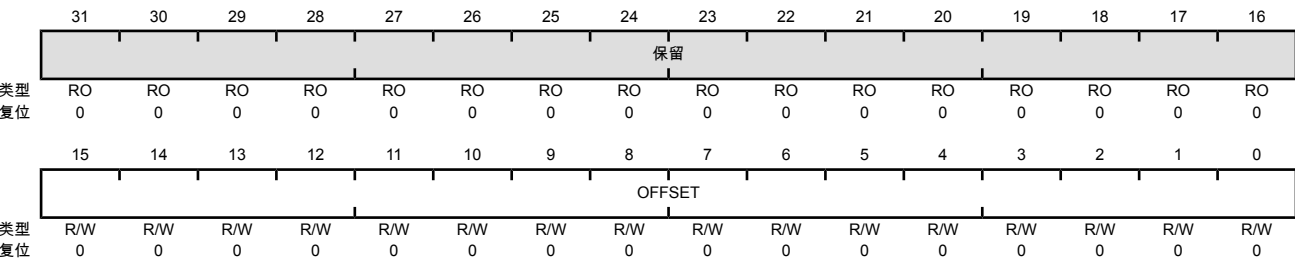 31 30 29 28 27 26 25 24 23 22 21 20 19 18 17 16
保留
类型 RO RO RO RO RO RO RO RO RO RO RO RO RO RO RO RO
复位 0 0 0 0 0 0 0 0 0 0 0 0 0 0 0 0
15 14 13 12 11 10 9 8 7 6 5 4 3 2 1 0
OFFSET
类型 R/W R/W R/W R/W R/W R/W R/W R/W R/W R/W R/W R/W R/W R/W R/W R/W
复位 0 0 0 0 0 0 0 0 0 0 0 0 0 0 0 0